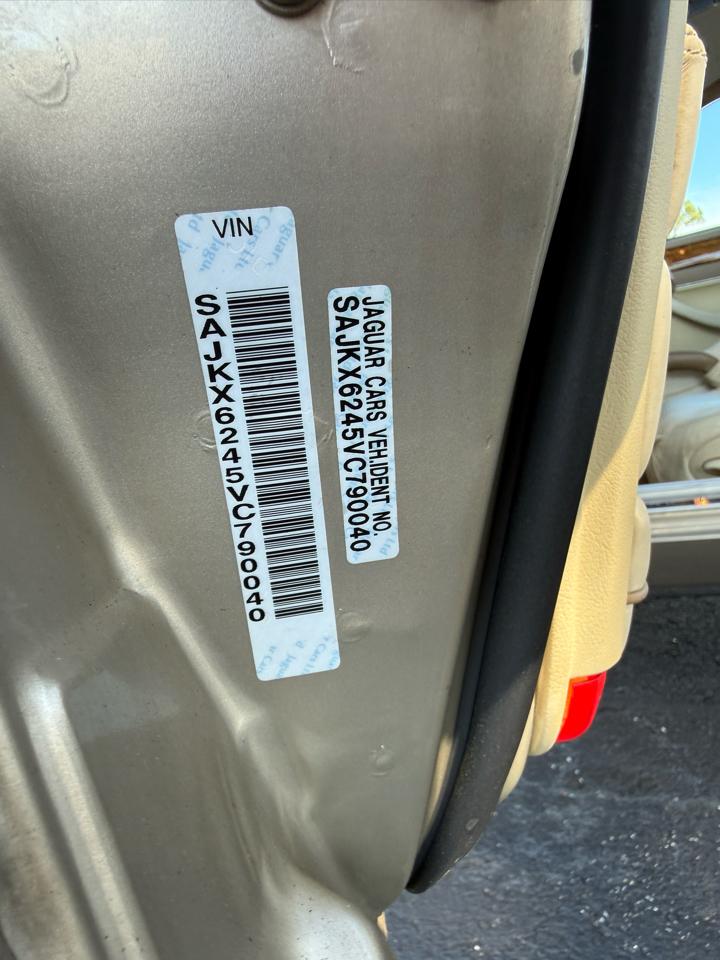 VIN
SAJKX6245VC790040
JAGUAR CARS VEH.IDENT NO.
SAJKX6245VC790040